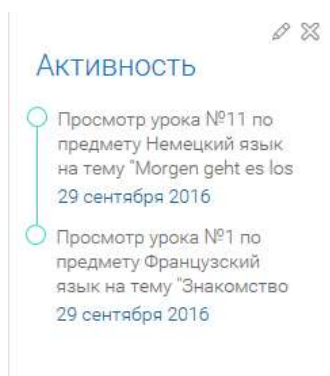 Активность
Просмотр урока №11 по
предмету Немецкий язык
на тему "Morgen geht es los
29 сентября 2016
Просмотр урока №1 по
предмету Французский
язык на тему "Знакомство
29 сентября 2016